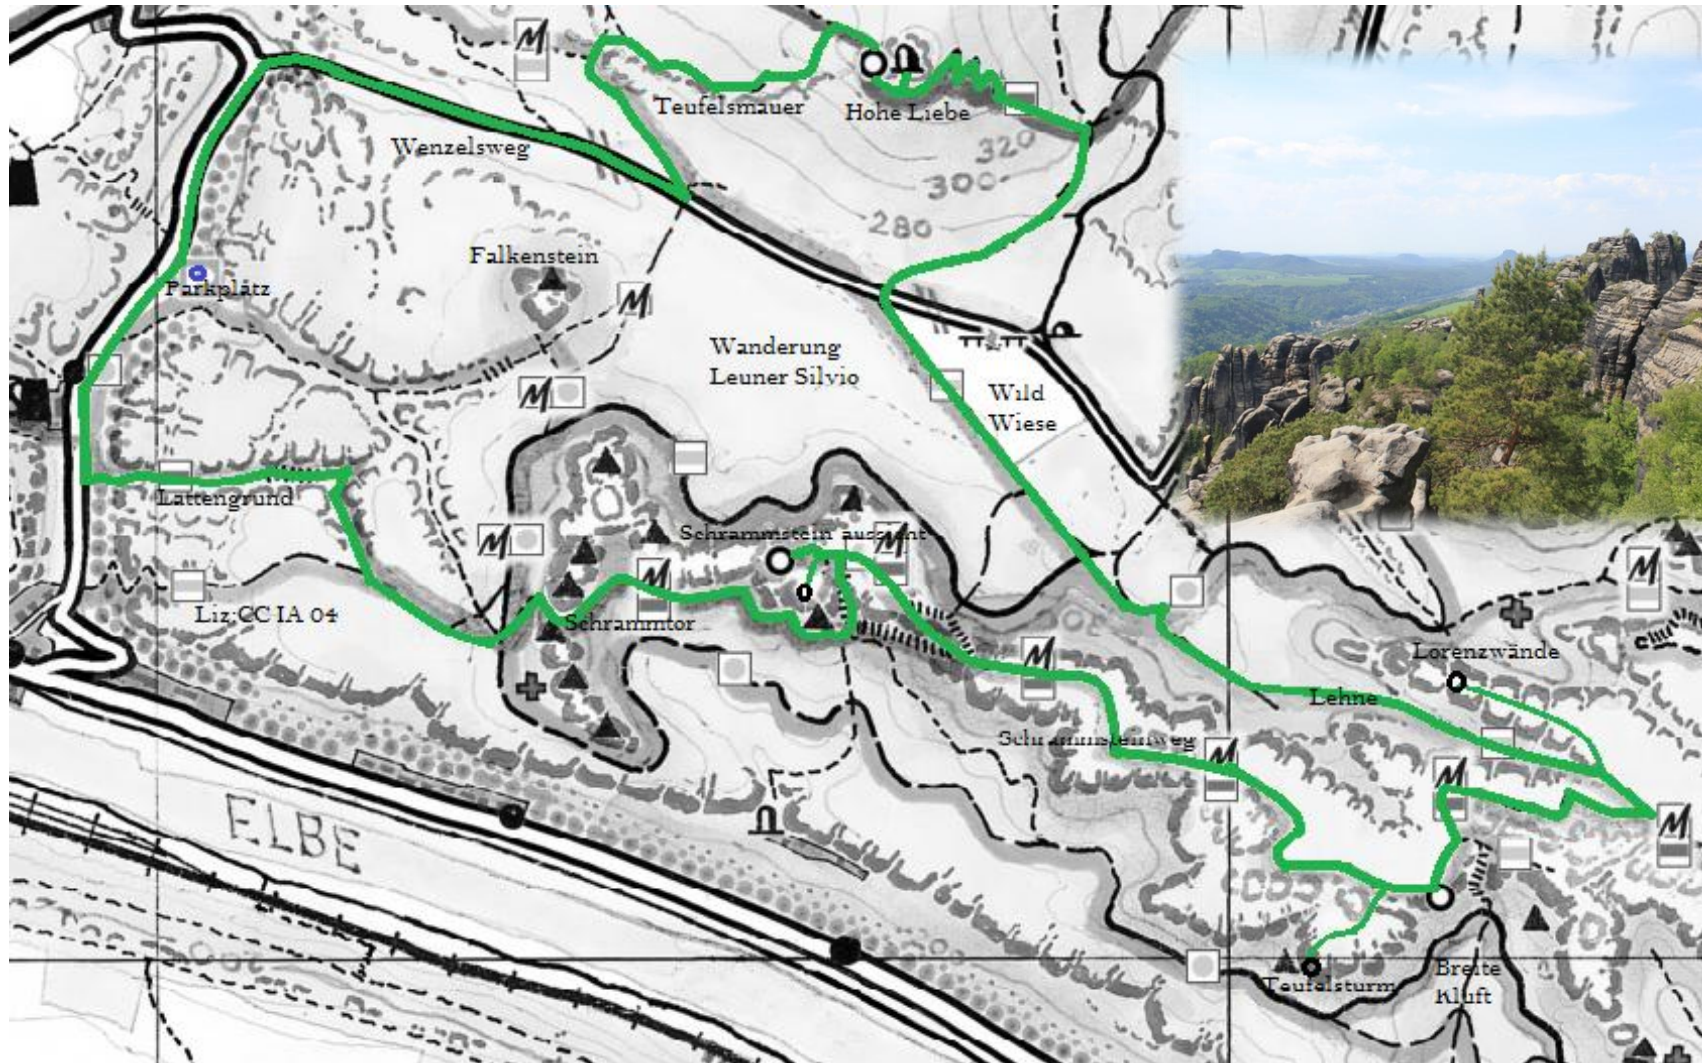 M
Teufelsmauer
Hohe Liebe
Wenzelsweg
320
300
280
Falkenstein
Parkplatz
M
Wanderung
Leuner Silvio
M
Wild
Wiese
Lattengrund
M
Schrammstein aussicht
M
M
M
Liz:CC IA 04
Schrammtor
M
Lorenzwände
Lehne
Schrammsteinweg
M
M
M
ELBE
Teufelsturm
Breite
Kluft